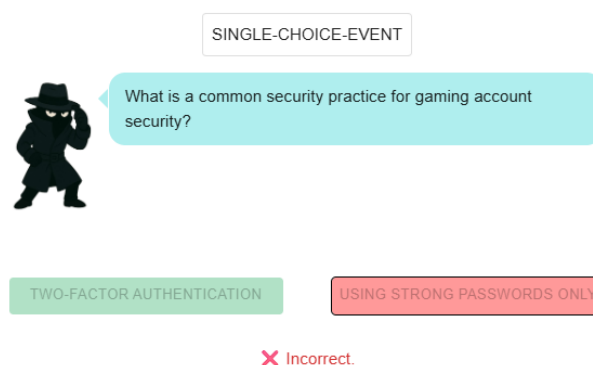 SINGLE-CHOICE-EVENT
What is a common security practice for gaming account
security?
TWO-FACTOR AUTHENTICATION
USING STRONG PASSWORDS ONLY
Incorrect.